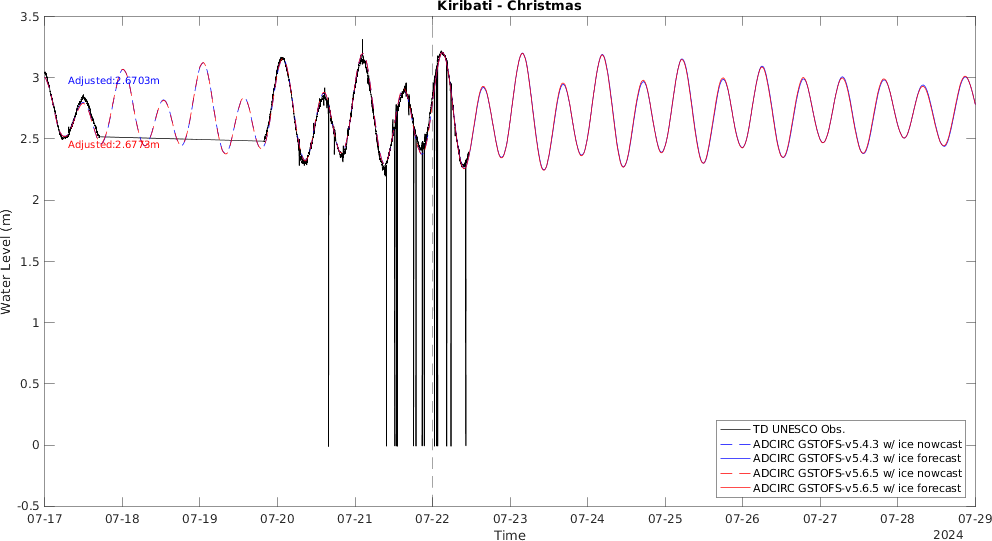 Kiribati - Christmas
3.5
3
2.5
2
1.5
1
0.5
0
-0.5
Water Level (m)
Adjusted:2.6703m
Adjusted:2.6773m
TD UNESCO Obs.
ADCIRC GSTOFS-v5.4.3 w/ ice nowcast
ADCIRC GSTOFS-v5.4.3 w/ ice forecast
ADCIRC GSTOFS-v5.6.5 w/ ice nowcast
ADCIRC GSTOFS-v5.6.5 w/ ice forecast
07-17 07-18 07-19 07-20 07-21 07-22 07-23 07-24 07-25 07-26 07-27 07-28 07-29
Time
2024